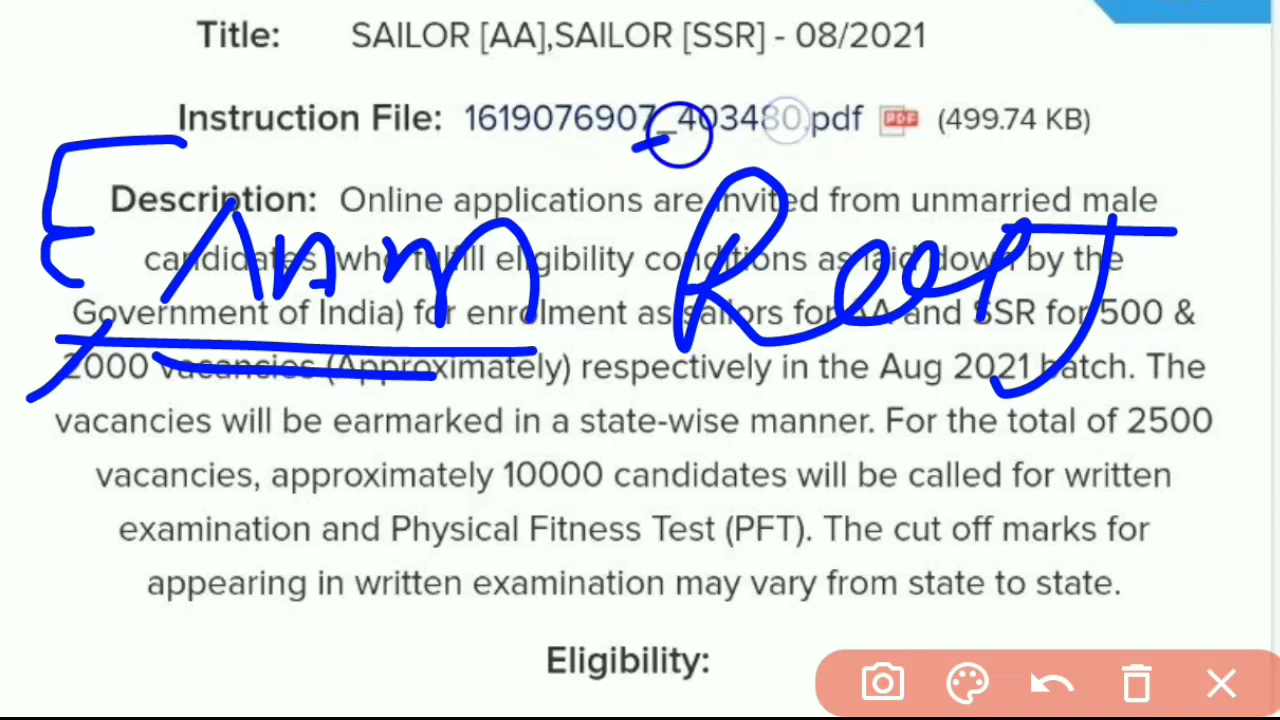 Title: SAILOR [AA],SAILOR [SSR] - 08/2021
Instruction File: 1619076907_403480.pdf PDF (499.74 KB)
Description: Online applications are invited from unmarried male
candidates (who fulfill eligibility conditions as laid down by the
Government of India) for enrolment as sailors for AA and SSR for 500 &
2000 vacancies (Approximately) respectively in the Aug 2021 batch. The
vacancies will be earmarked in a state-wise manner. For the total of 2500
vacancies, approximately 10000 candidates will be called for written
examination and Physical Fitness Test (PFT). The cut off marks for
appearing in written examination may vary from state to state.
Eligibility: